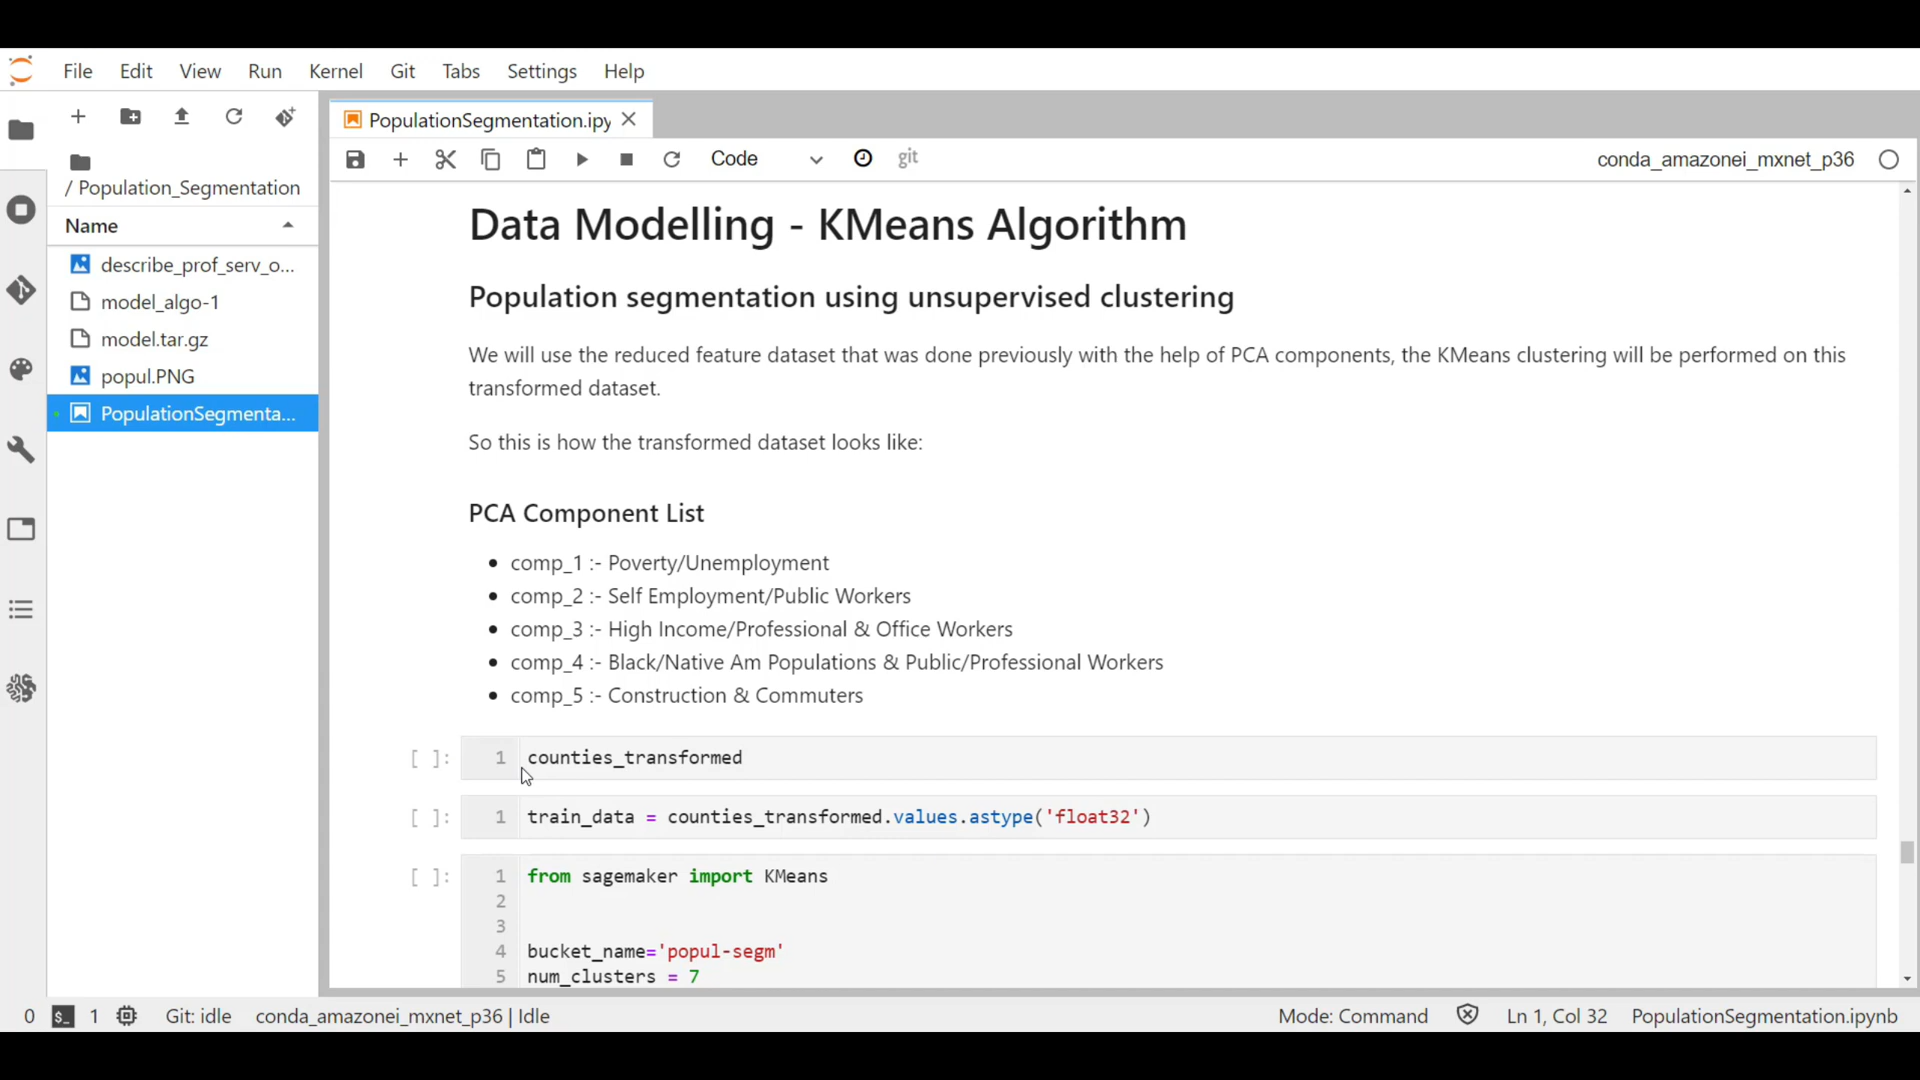 File Edit View Run Kernel Git Tabs Settings Help
PopulationSegmentation.ipy
Code
git
conda_amazonei_mxnet_p36
/ Population_Segmentation
Name
describe_prof_serv_o...
model_algo-1
model.tar.gz
popul.PNG
PopulationSegmenta...
Data Modelling - KMeans Algorithm
Population segmentation using unsupervised clustering
We will use the reduced feature dataset that was done previously with the help of PCA components, the KMeans clustering will be performed on this
transformed dataset.
So this is how the transformed dataset looks like:
PCA Component List
• comp_1 :- Poverty/Unemployment
• comp_2 :- Self Employment/Public Workers
• comp_3 :- High Income/Professional & Office Workers
• comp_4 :- Black/Native Am Populations & Public/Professional Workers
• comp_5 :- Construction & Commuters
[ ]: 1 counties_transformed
[ ]: 1 train_data = counties_transformed.values.astype('float32')
[ ]: 1 from sagemaker import KMeans
2
3
4 bucket_name='popul-segm'
5 num_clusters = 7
0 $_ 1 Git: idle conda_amazonei_mxnet_p36 | Idle Mode: Command Ln 1, Col 32 PopulationSegmentation.ipynb